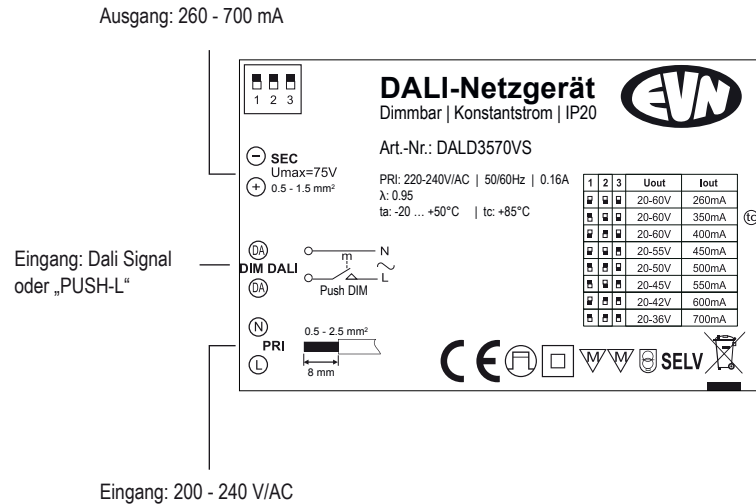 Ausgang: 260 - 700 mA
1 2 3
DALI-Netzgerät
Dimmbar | Konstantstrom | IP20
EVN
Art.-Nr.: DALD3570VS
SEC
Umax=75V
0.5 - 1.5 mm²
PRI: 220-240V/AC | 50/60Hz | 0.16A
λ: 0.95
ta: -20 ... +50°C | tc: +85°C
1 2 3 Uout Iout
20-60V 260mA
20-60V 350mA
20-60V 400mA
20-55V 450mA
20-50V 500mA
20-45V 550mA
20-42V 600mA
20-36V 700mA
tc
Eingang: Dali Signal
oder „PUSH-L“
DA
DIM DALI
DA
m
N
L
Push DIM
N
PRI
L
0.5 - 2.5 mm²
8 mm
CE
M M
SELV
Eingang: 200 - 240 V/AC